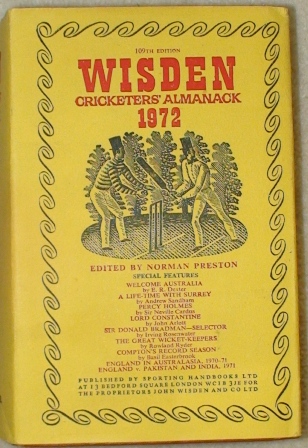 109TH EDITION
WISDEN
CRICKETERS' ALMANACK
1972
EDITED BY NORMAN PRESTON
SPECIAL FEATURES
WELCOME AUSTRALIA
by E. R. Dexter
A LIFE-TIME WITH SURREY
by Andrew Sandham
PERCY HOLMES
by Sir Neville Cardus
LORD CONSTANTINE
by John Arlott
SIR DONALD BRADMAN—SELECTOR
by Irving Rosenwater
THE GREAT WICKET-KEEPERS
by Rowland Ryder
COMPTON'S RECORD SEASON
by Basil Easterbrook
ENGLAND IN AUSTRALASIA, 1970-71
ENGLAND v. PAKISTAN AND INDIA, 1971
PUBLISHED BY SPORTING HANDBOOKS LTD
AT 13 BEDFORD SQUARE LONDON WC1B 3JE FOR
THE PROPRIETORS JOHN WISDEN AND CO LTD